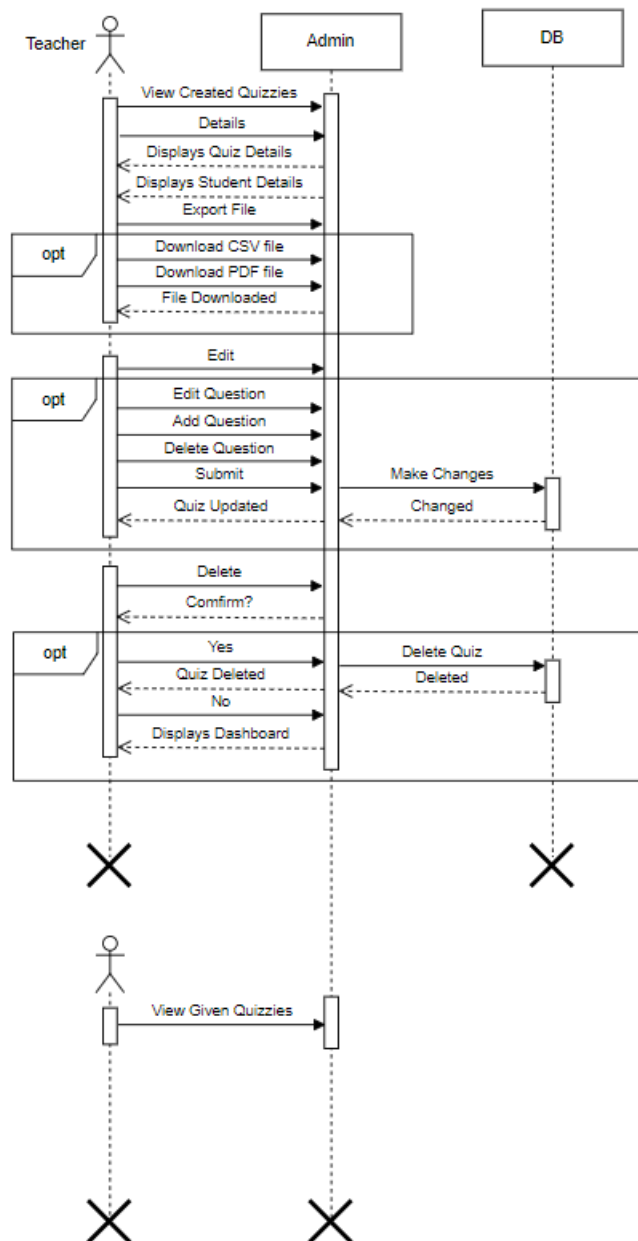 Teacher
Admin
DB
View Created Quizzies
Details
Displays Quiz Details
Displays Student Details
Export File
opt
Download CSV file
Download PDF file
File Downloaded
Edit
opt
Edit Question
Add Question
Delete Question
Submit
Make Changes
Quiz Updated
Changed
Delete
Comfirm?
opt
Yes
Delete Quiz
Quiz Deleted
Deleted
No
Displays Dashboard
View Given Quizzies